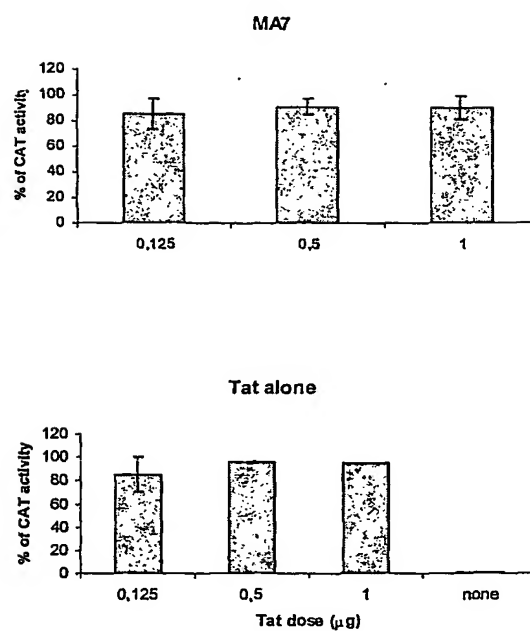 MA7
% of CAT activity
120
100
80
60
40
20
0
0,125 0,5 1
Tat alone
% of CAT activity
120
100
80
60
40
20
0
0,125 0,5 1 none
Tat dose (µg)